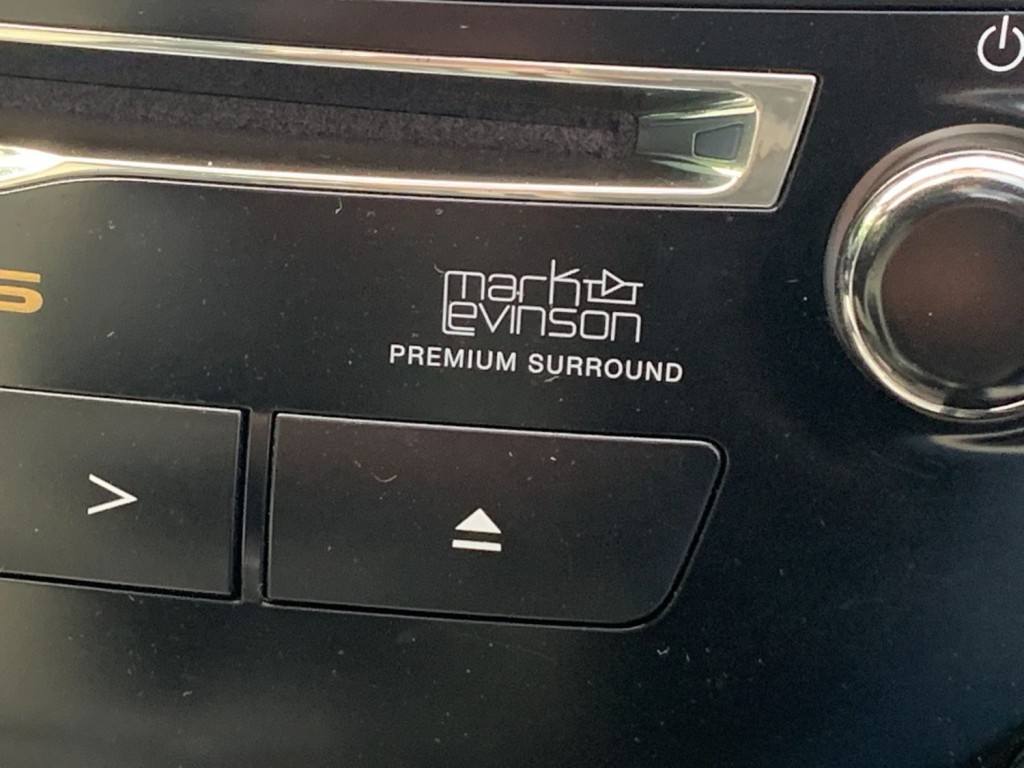 mark
Levinson
PREMIUM SURROUND
>